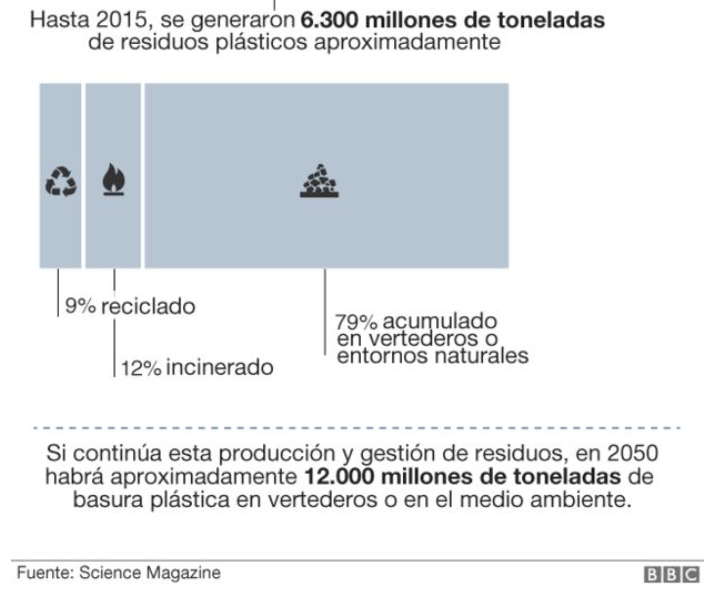 Hasta 2015, se generaron 6.300 millones de toneladas
de residuos plásticos aproximadamente
9% reciclado
12% incinerado
79% acumulado
en vertederos o
entornos naturales
Si continúa esta producción y gestión de residuos, en 2050
habrá aproximadamente 12.000 millones de toneladas de
basura plástica en vertederos o en el medio ambiente.
Fuente: Science Magazine
BBC